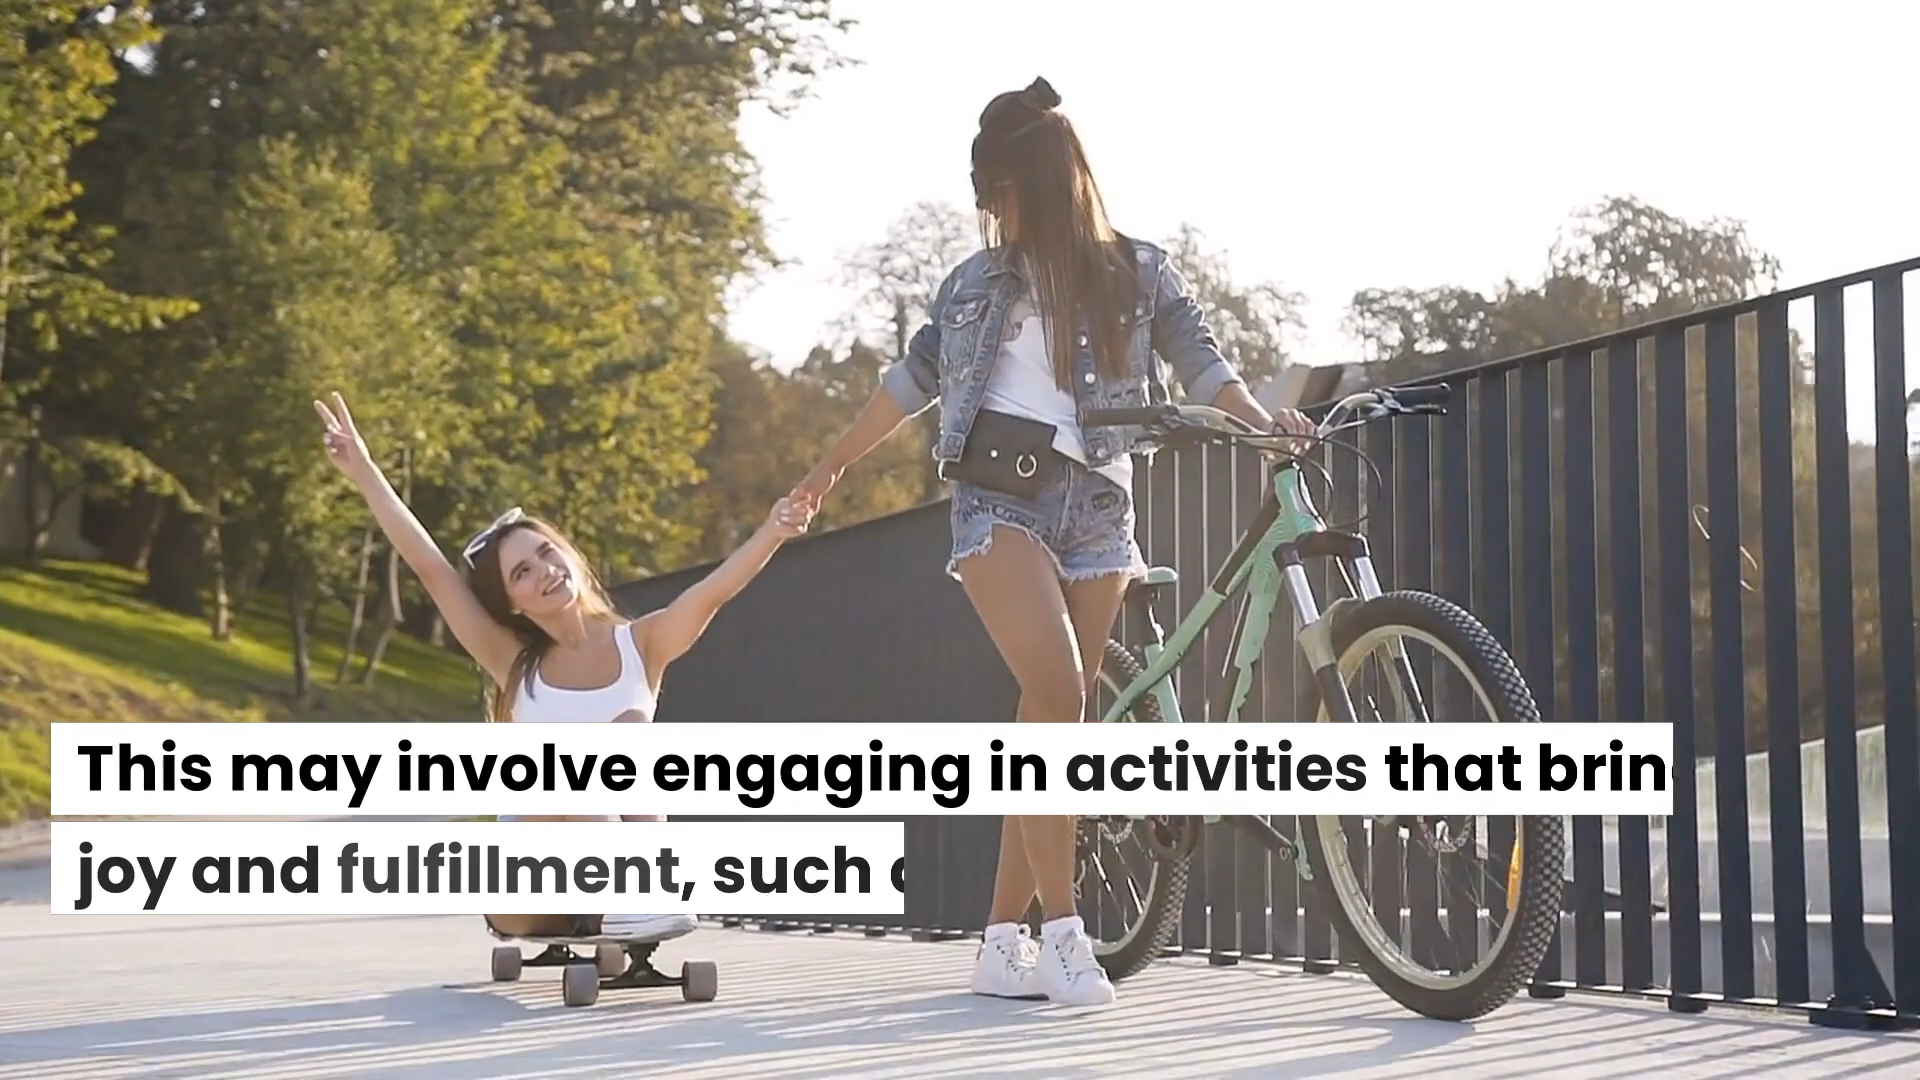 This may involve engaging in activities that brin
joy and fulfillment, such